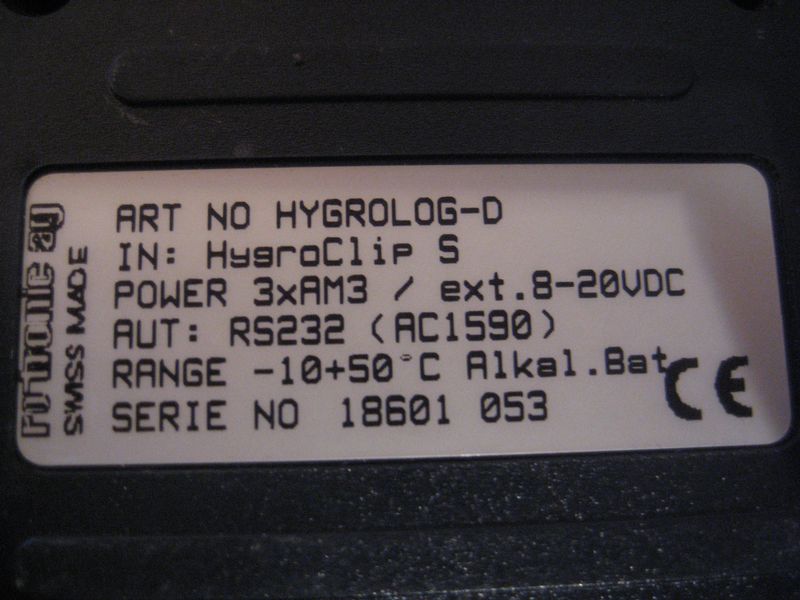 rotronic ag
SWISS MADE
ART NO HYGROLOG-D
IN: HygroClip S
POWER 3xAM3 / ext.8-20VDC
AUT: RS232 (AC1590)
RANGE -10+50°C Alkal.Bat
SERIE NO 18601 053
CE